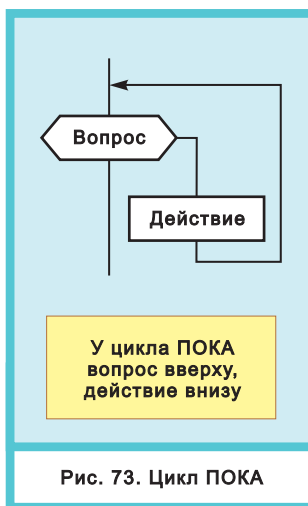 Вопрос
Действие
У цикла ПОКА
вопрос вверху,
действие внизу
Рис. 73. Цикл ПОКА